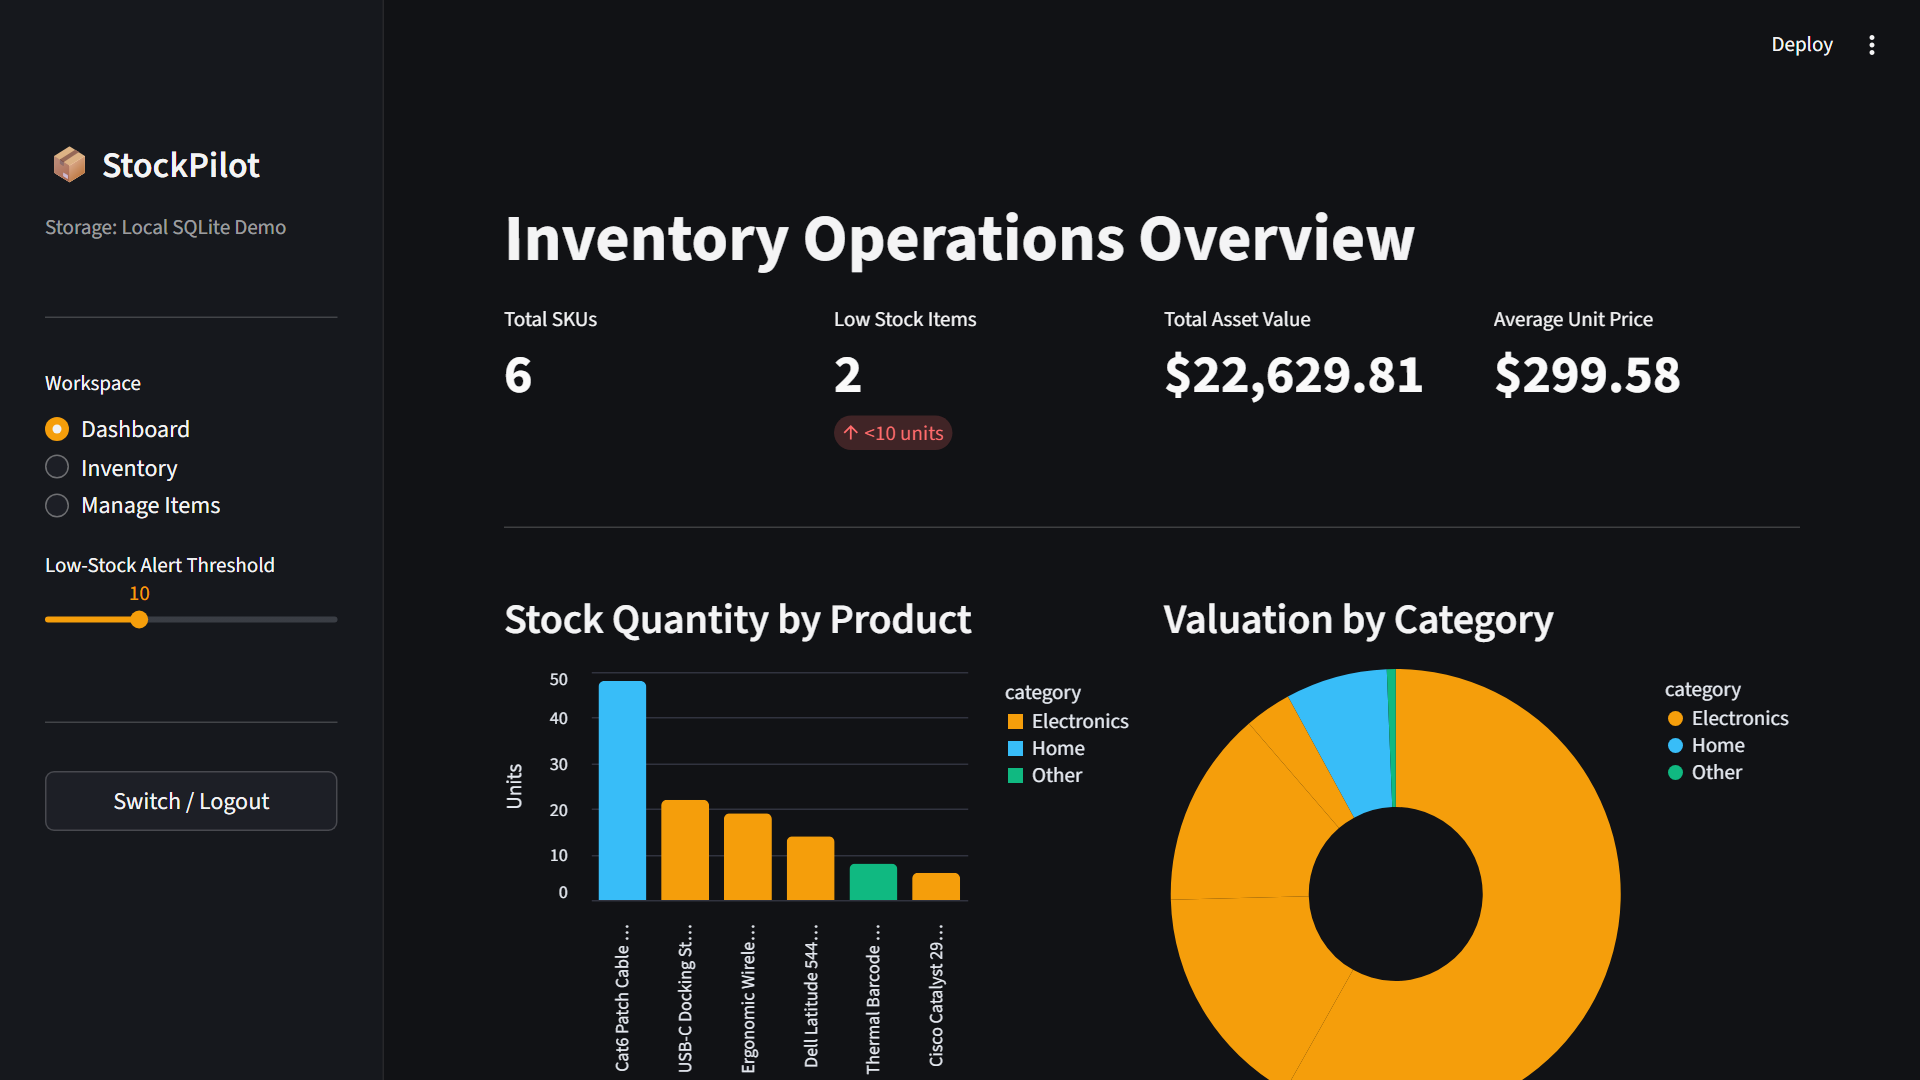 Deploy
StockPilot
Storage: Local SQLite Demo
Workspace
Dashboard
Inventory
Manage Items
Low-Stock Alert Threshold
10
Switch / Logout
Inventory Operations Overview
Total SKUs
6
Low Stock Items
2
↑ <10 units
Total Asset Value
$22,629.81
Average Unit Price
$299.58
Stock Quantity by Product
Units
50
40
30
20
10
0
Cat6 Patch Cable …
USB-C Docking St…
Ergonomic Wirele…
Dell Latitude 544…
Thermal Barcode …
Cisco Catalyst 29…
category
Electronics
Home
Other
Valuation by Category
category
Electronics
Home
Other